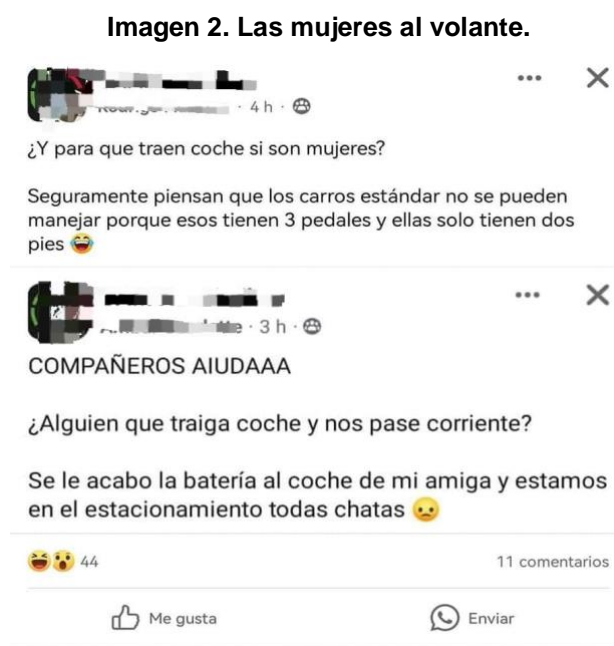 Imagen 2. Las mujeres al volante.
· 4 h ·
¿Y para que traen coche si son mujeres?
Seguramente piensan que los carros estándar no se pueden
manejar porque esos tienen 3 pedales y ellas solo tienen dos
pies 😂
· 3 h ·
COMPAÑEROS AIUDAAA
¿Alguien que traiga coche y nos pase corriente?
Se le acabo la batería al coche de mi amiga y estamos
en el estacionamiento todas chatas 😞
44
11 comentarios
Me gusta
Enviar